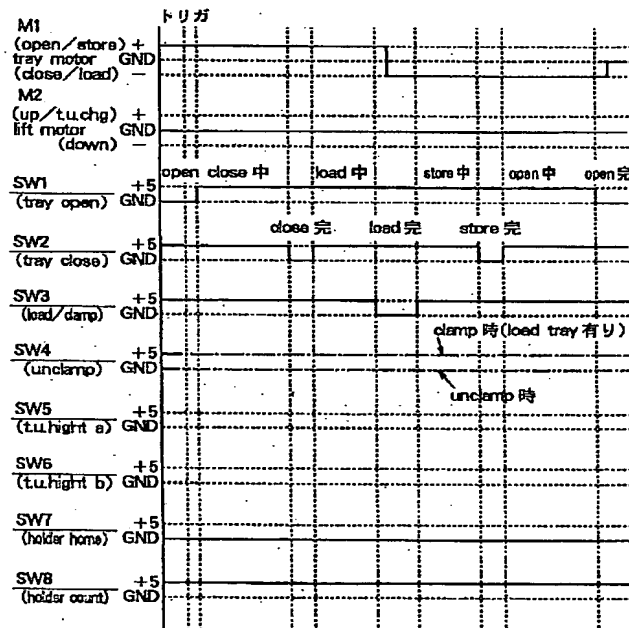 トリガ
M1
(open/store) +
tray motor GND
(close/load) −
M2
(up/t.u.chg) +
lift motor GND
(down) −
open close 中 load 中 store 中 open 中 open 完
SW1 +5
(tray open) GND
close 完 load 完 store 完
SW2 +5
(tray close) GND
SW3 +5
(load/clamp) GND
clamp 時(load tray 有り)
SW4 +5
(unclamp) GND
unclamp 時
SW5 +5
(t.u.hight a) GND
SW6 +5
(t.u.hight b) GND
SW7 +5
(holder home) GND
SW8 +5
(holder count) GND